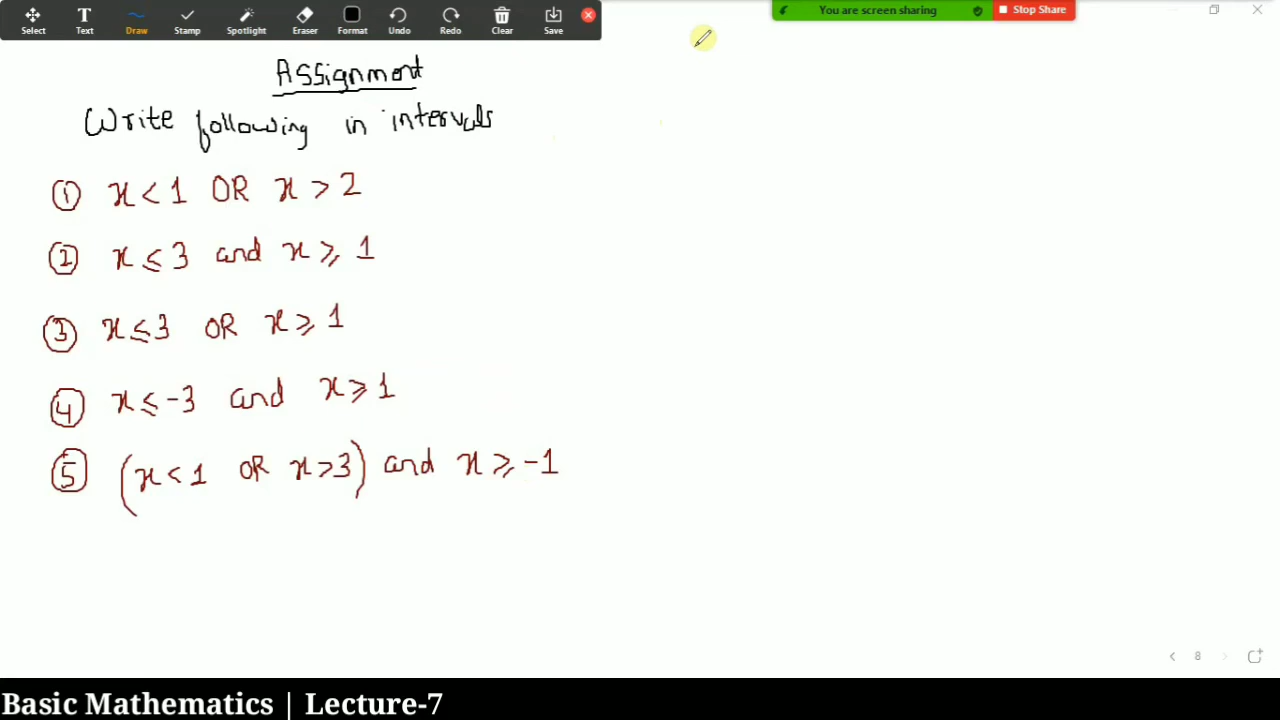 Select Text Draw Stamp Spotlight Eraser Format Undo Redo Clear Save
You are screen sharing Stop Share
Assignment
Write following in intervals
① x < 1 OR x > 2
② x ≤ 3 and x ≥ 1
③ x ≤ 3 OR x ≥ 1
④ x ≤ -3 and x ≥ 1
⑤ (x < 1 OR x > 3) and x ≥ -1
8
Basic Mathematics | Lecture-7